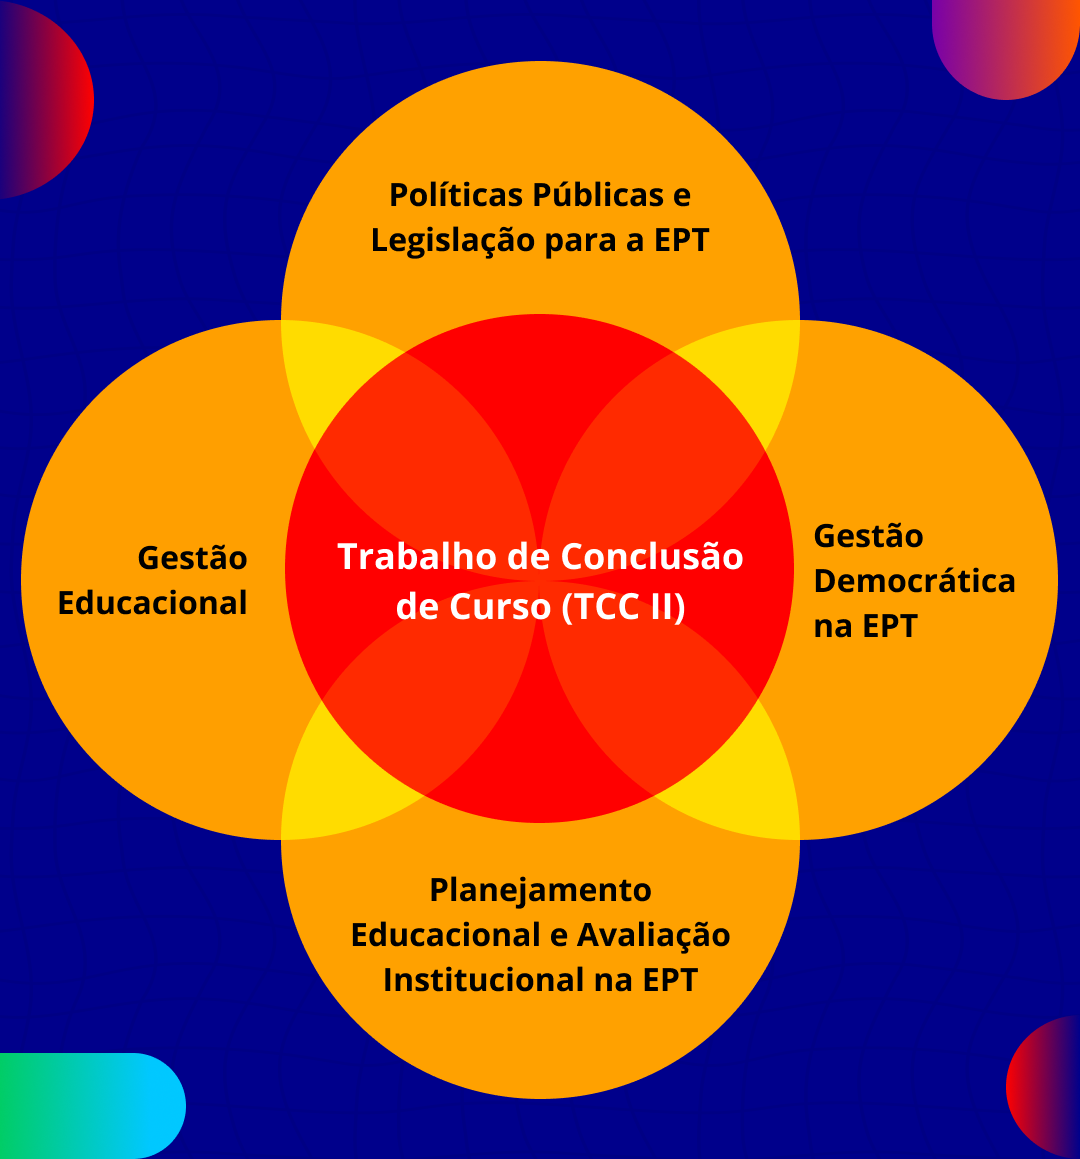 Políticas Públicas e
Legislação para a EPT
Gestão
Educacional
Trabalho de Conclusão
de Curso (TCC II)
Gestão
Democrática
na EPT
Planejamento
Educacional e Avaliação
Institucional na EPT